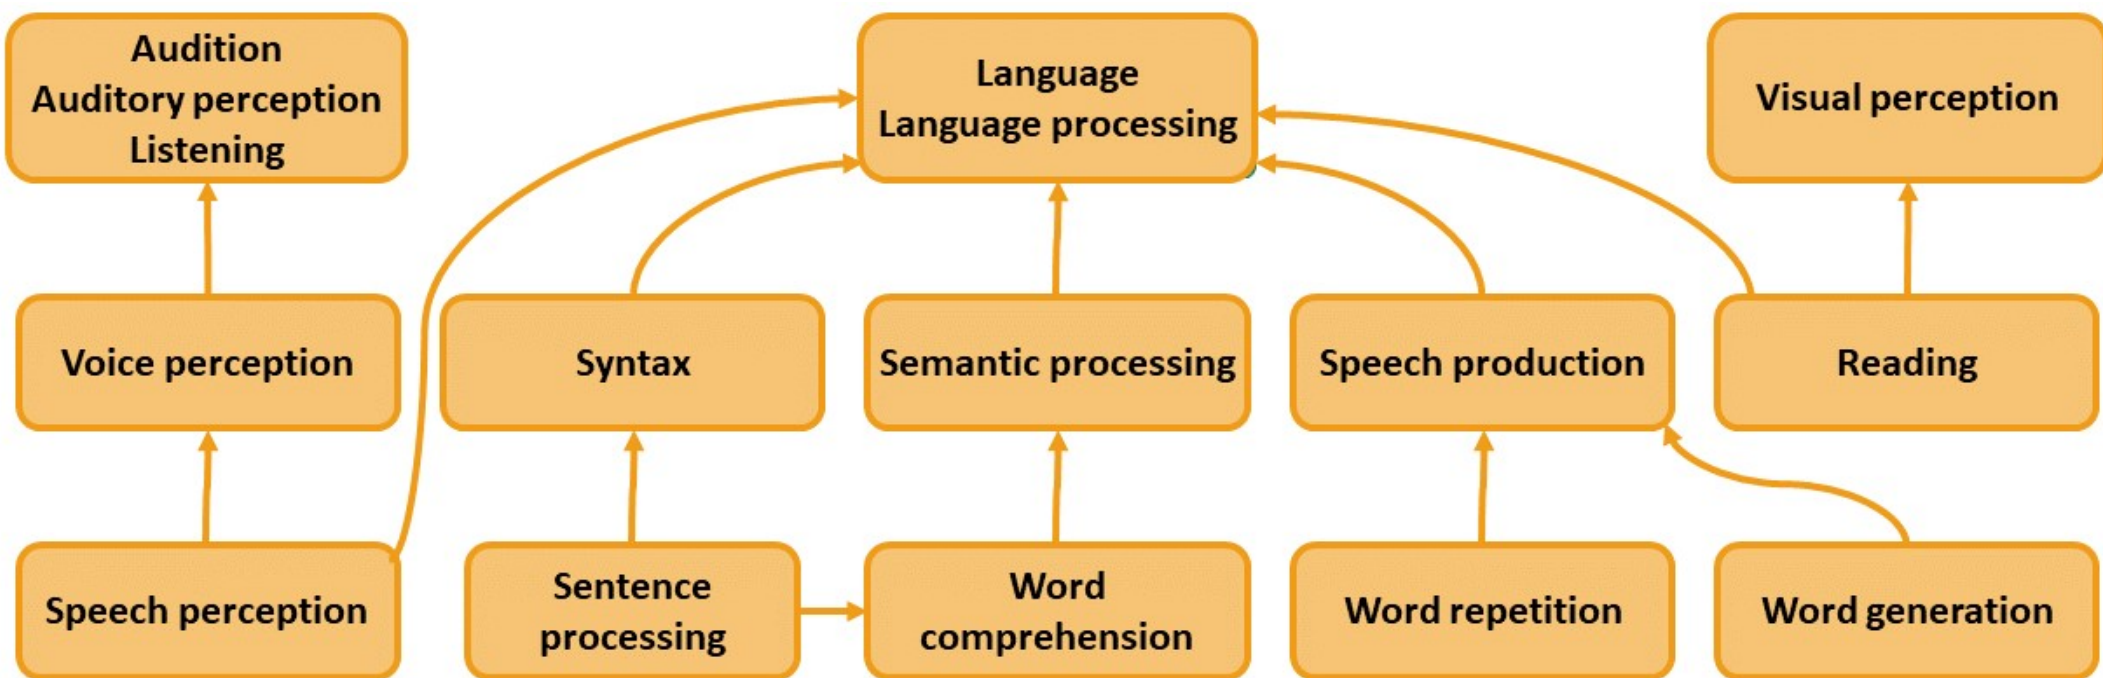 Audition
Auditory perception
Listening
Language
Language processing
Visual perception
Voice perception
Syntax
Semantic processing
Speech production
Reading
Speech perception
Sentence
processing
Word
comprehension
Word repetition
Word generation